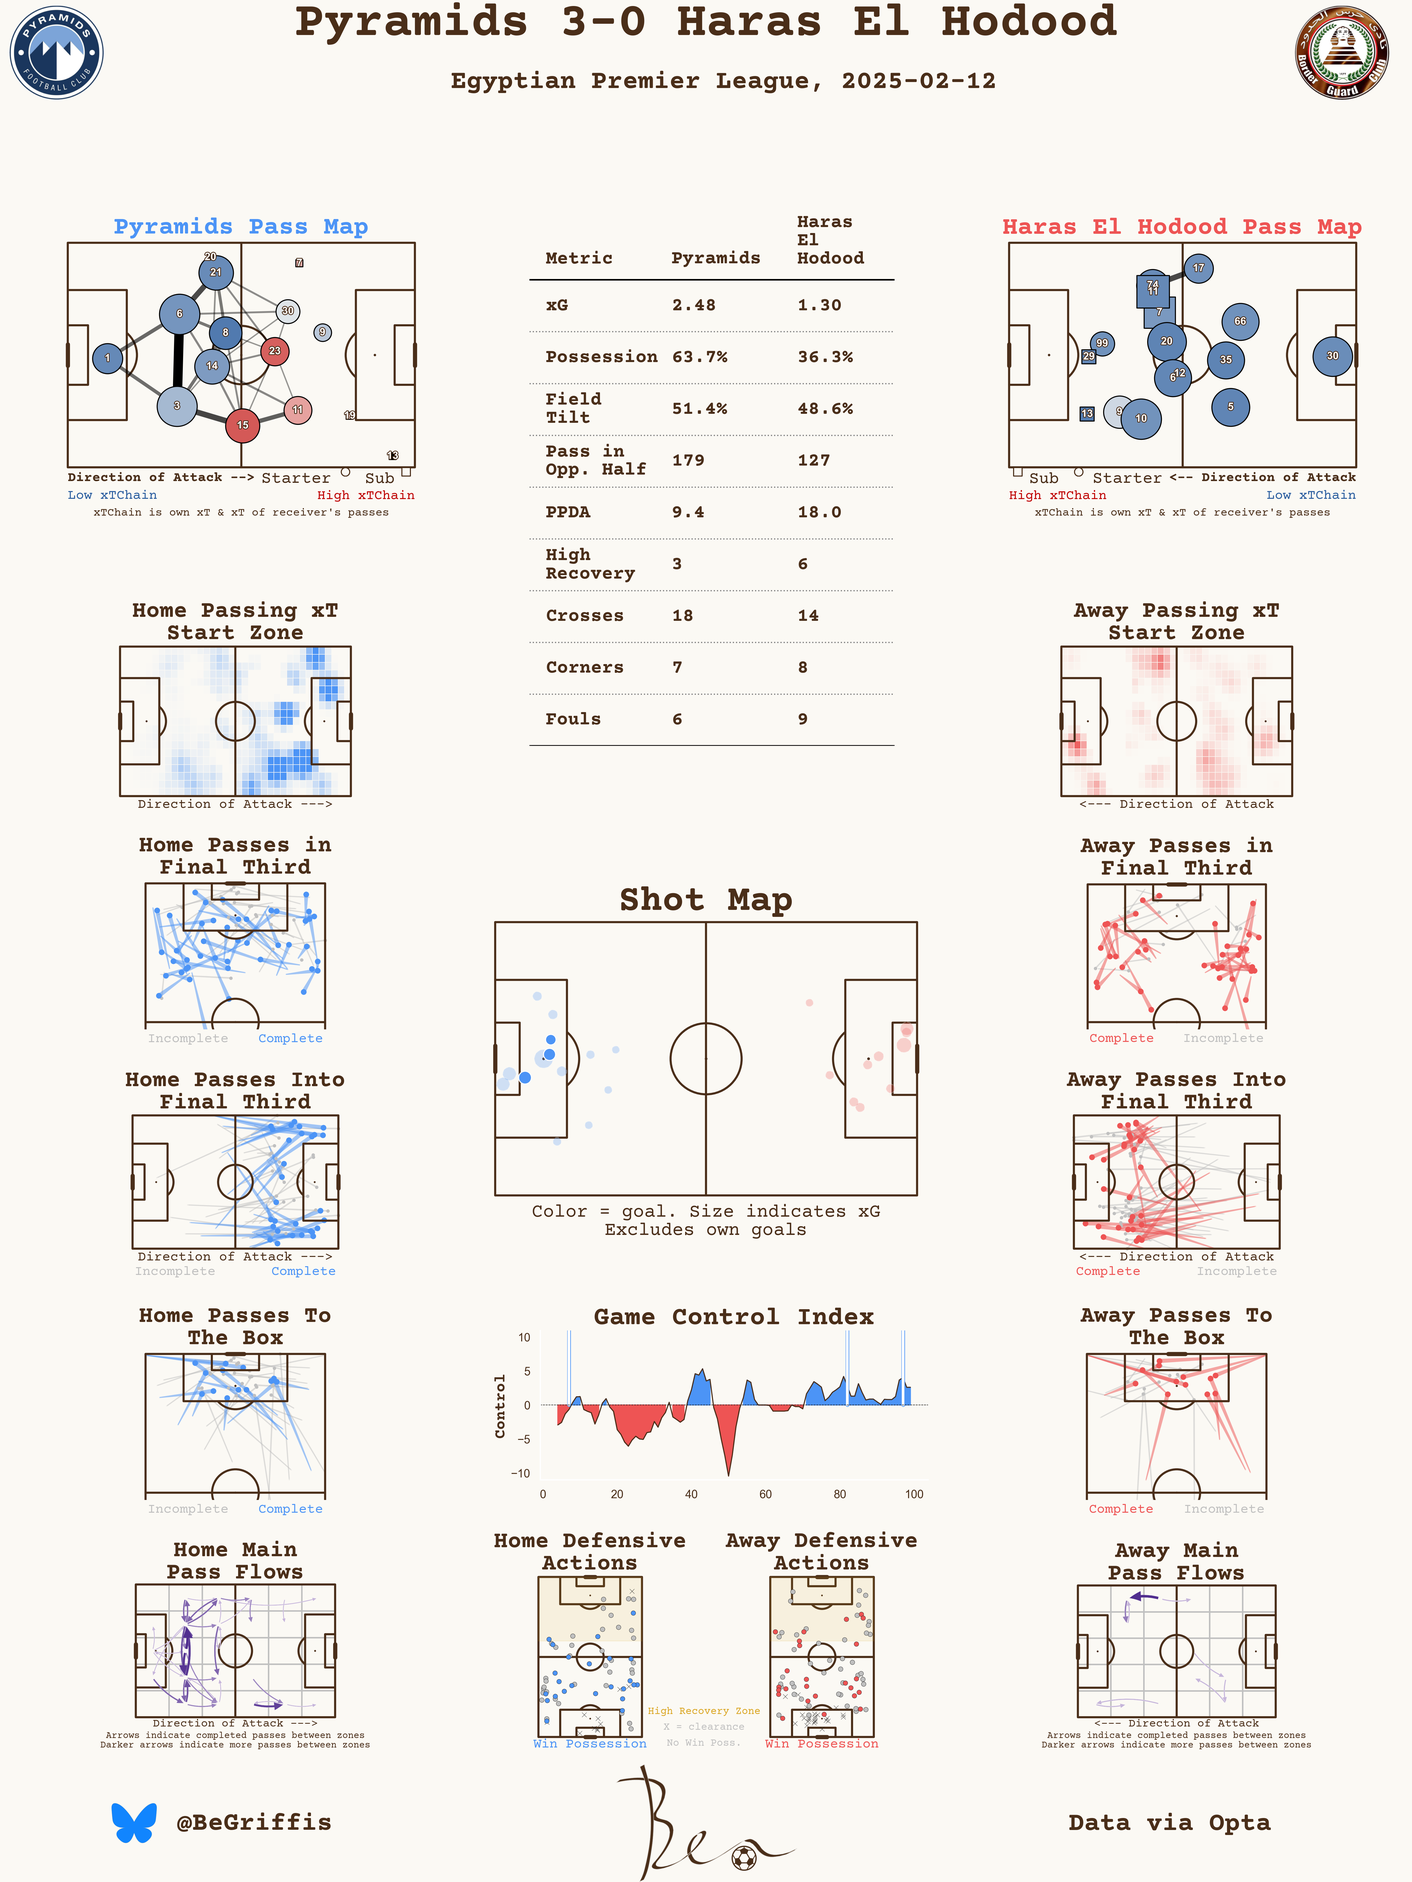 Pyramids 3-0 Haras El Hodood
Egyptian Premier League, 2025-02-12
PYRAMIDS
FOOTBALL CLUB
نادي حرس الحدود
Border Guard Club
Pyramids Pass Map
20
21
7
6
30
8
9
1
14
23
3
11
15
19
13
Direction of Attack --> Starter Sub
Low xTChain High xTChain
xTChain is own xT & xT of receiver's passes
Metric Pyramids Haras El Hodood
xG 2.48 1.30
Possession 63.7% 36.3%
Field Tilt 51.4% 48.6%
Pass in Opp. Half 179 127
PPDA 9.4 18.0
High Recovery 3 6
Crosses 18 14
Corners 7 8
Fouls 6 9
Haras El Hodood Pass Map
17
74
11
7
66
99
20
29
35
30
6
12
13
9
10
5
Sub Starter <-- Direction of Attack
High xTChain Low xTChain
xTChain is own xT & xT of receiver's passes
Home Passing xT
Start Zone
Direction of Attack --->
Away Passing xT
Start Zone
<--- Direction of Attack
Home Passes in
Final Third
Incomplete Complete
Away Passes in
Final Third
Complete Incomplete
Shot Map
Color = goal. Size indicates xG
Excludes own goals
Home Passes Into
Final Third
Direction of Attack --->
Incomplete Complete
Away Passes Into
Final Third
<--- Direction of Attack
Complete Incomplete
Home Passes To
The Box
Incomplete Complete
Game Control Index
Control
10
5
0
−5
−10
0 20 40 60 80 100
Away Passes To
The Box
Complete Incomplete
Home Main
Pass Flows
Direction of Attack --->
Arrows indicate completed passes between zones
Darker arrows indicate more passes between zones
Home Defensive
Actions
Win Possession
High Recovery Zone
X = clearance
No Win Poss.
Away Defensive
Actions
Win Possession
Away Main
Pass Flows
<--- Direction of Attack
Arrows indicate completed passes between zones
Darker arrows indicate more passes between zones
@BeGriffis
Ben
Data via Opta